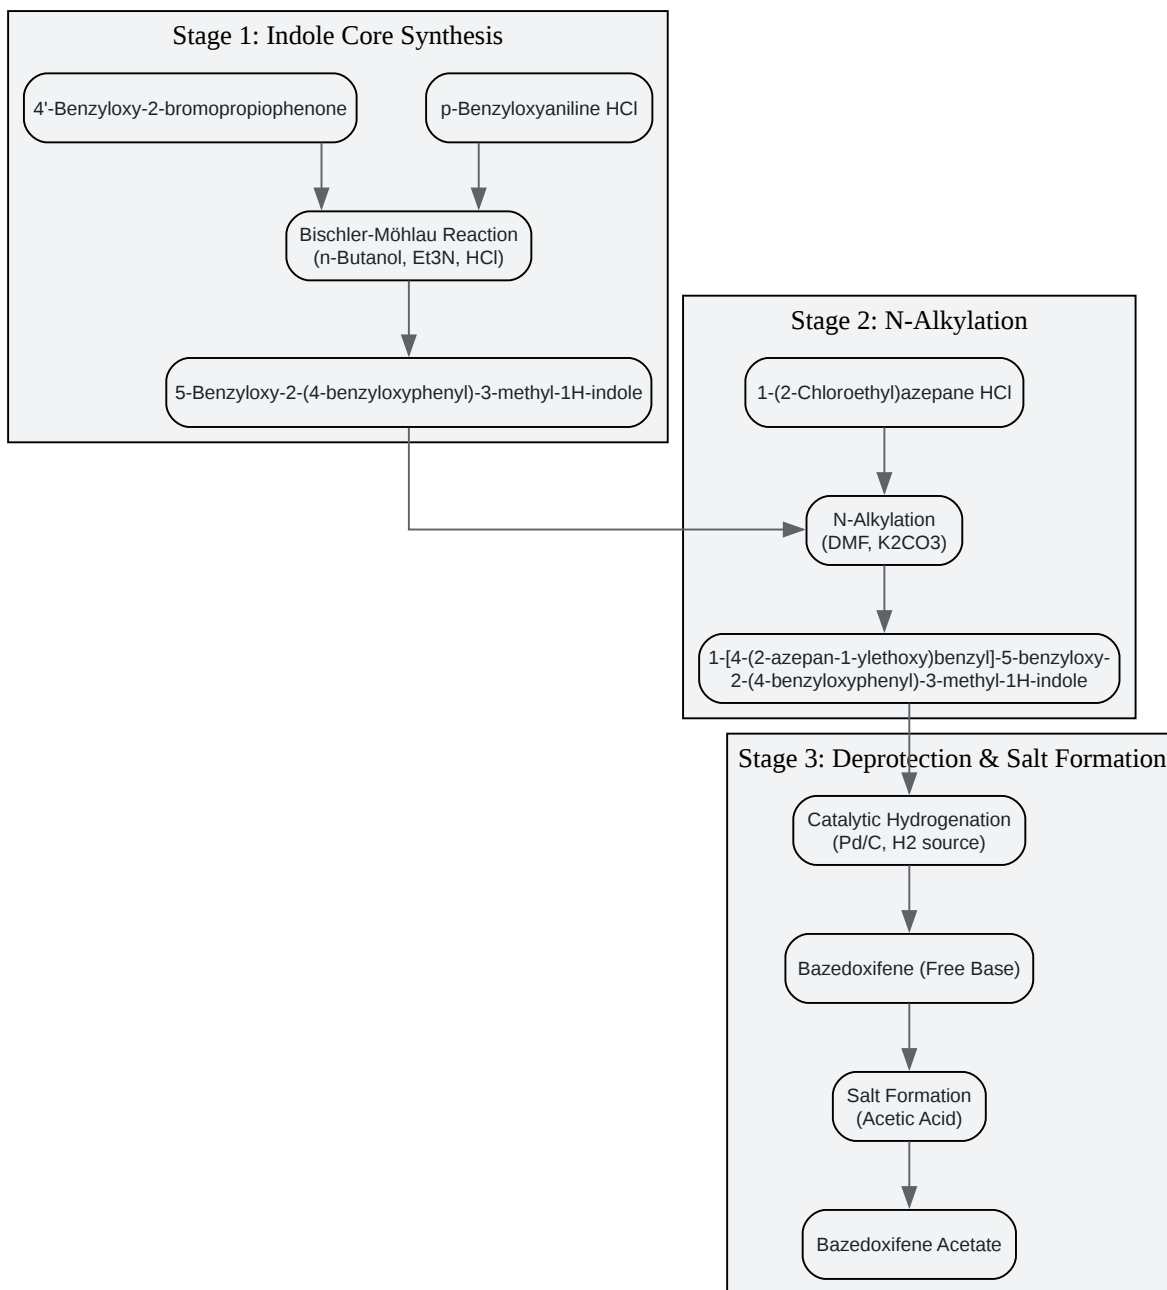 Stage 1: Indole Core Synthesis
4'-Benzyloxy-2-bromopropiophenone
p-Benzyloxyaniline HCl
Bischler-Möhlau Reaction
(n-Butanol, Et3N, HCl)
5-Benzyloxy-2-(4-benzyloxyphenyl)-3-methyl-1H-indole
Stage 2: N-Alkylation
1-(2-Chloroethyl)azepane HCl
N-Alkylation
(DMF, K2CO3)
1-[4-(2-azepan-1-ylethoxy)benzyl]-5-benzyloxy-
2-(4-benzyloxyphenyl)-3-methyl-1H-indole
Stage 3: Deprotection & Salt Formation
Catalytic Hydrogenation
(Pd/C, H2 source)
Bazedoxifene (Free Base)
Salt Formation
(Acetic Acid)
Bazedoxifene Acetate